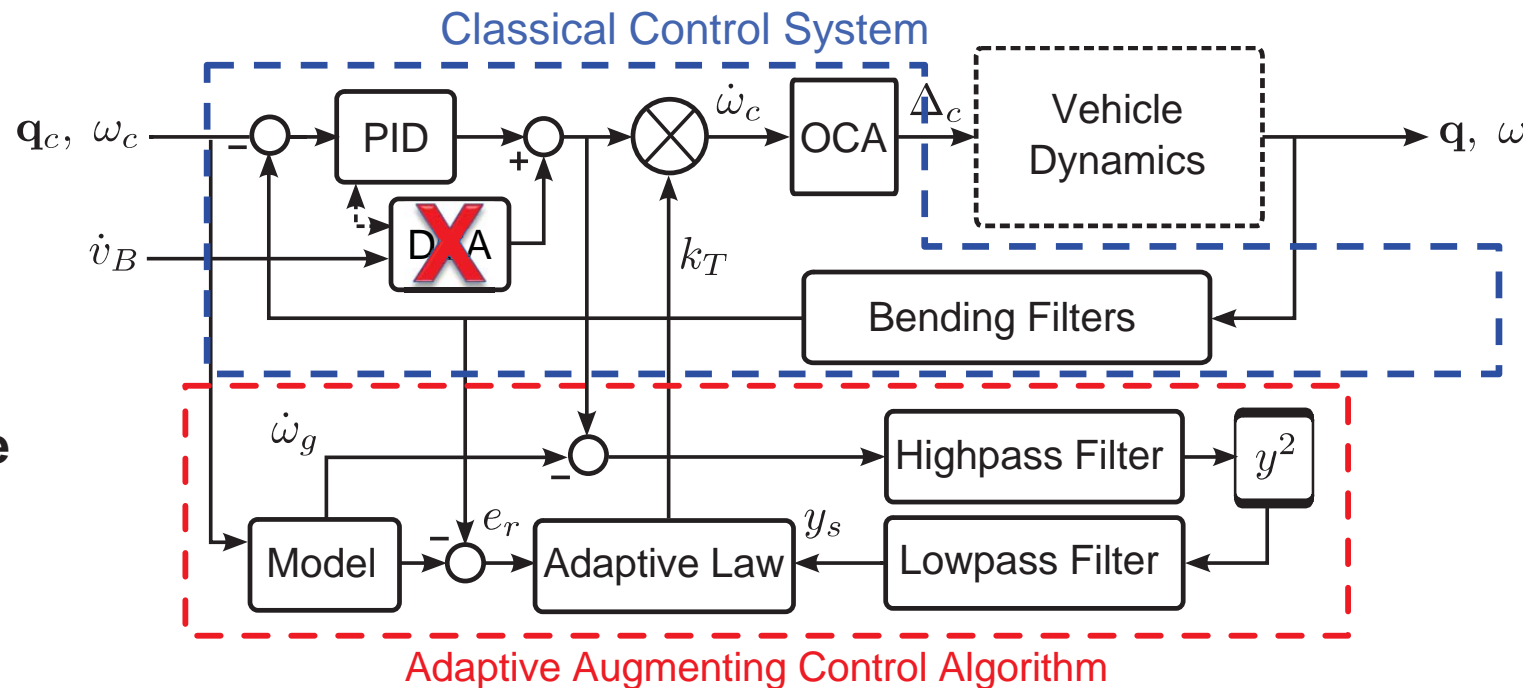 Classical Control System
q_c, ω_c
−
PID
+
ω̇_c
OCA
Δ_c
Vehicle
Dynamics
q, ω
v̇_B
k_T
Bending Filters
e
ω̇_g
−
Highpass Filter
y²
Model
−
e_r
Adaptive Law
y_s
Lowpass Filter
Adaptive Augmenting Control Algorithm